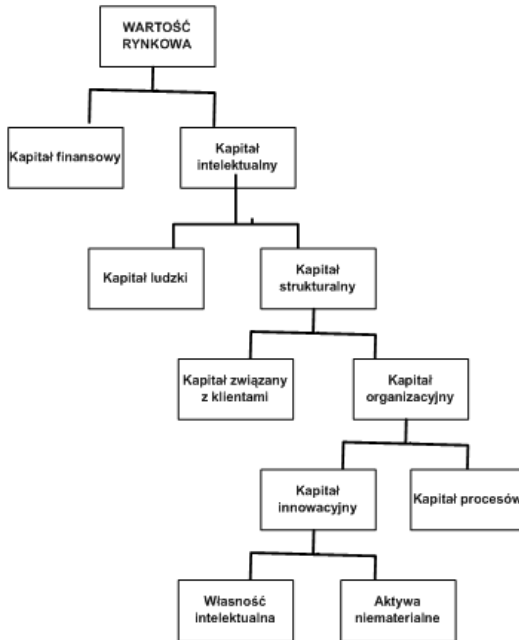 WARTOŚĆ
RYNKOWA
Kapitał finansowy
Kapitał
intelektualny
Kapitał ludzki
Kapitał
strukturalny
Kapitał związany
z klientami
Kapitał
organizacyjny
Kapitał
innowacyjny
Kapitał procesów
Własność
intelektualna
Aktywa
niematerialne